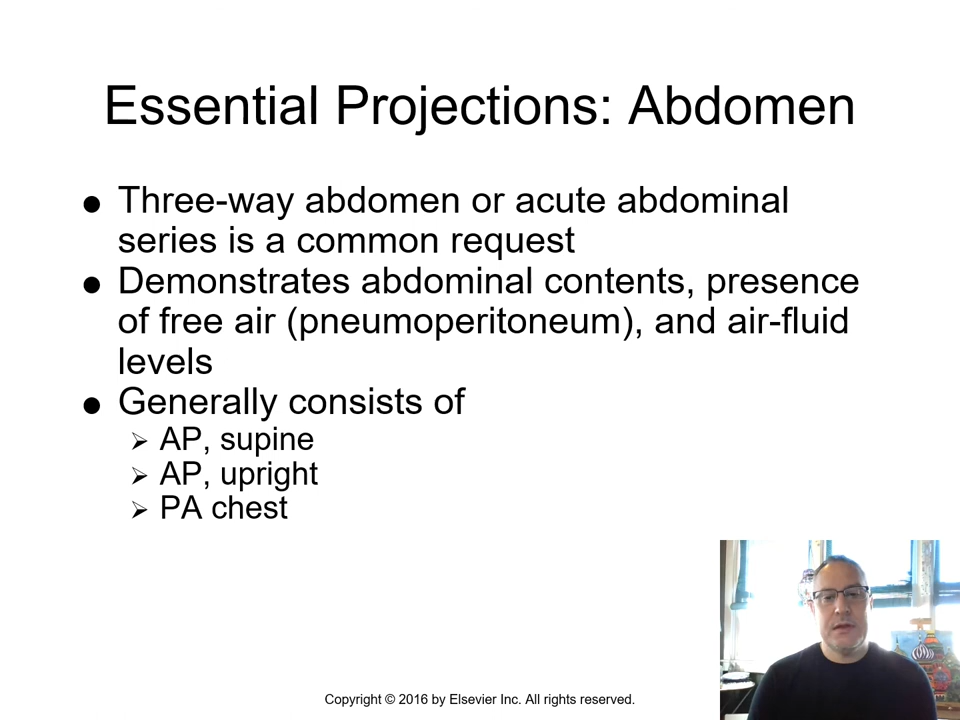 Essential Projections: Abdomen
● Three-way abdomen or acute abdominal
series is a common request
● Demonstrates abdominal contents, presence
of free air (pneumoperitoneum), and air-fluid
levels
● Generally consists of
➢ AP, supine
➢ AP, upright
➢ PA chest
Copyright © 2016 by Elsevier Inc. All rights reserved.